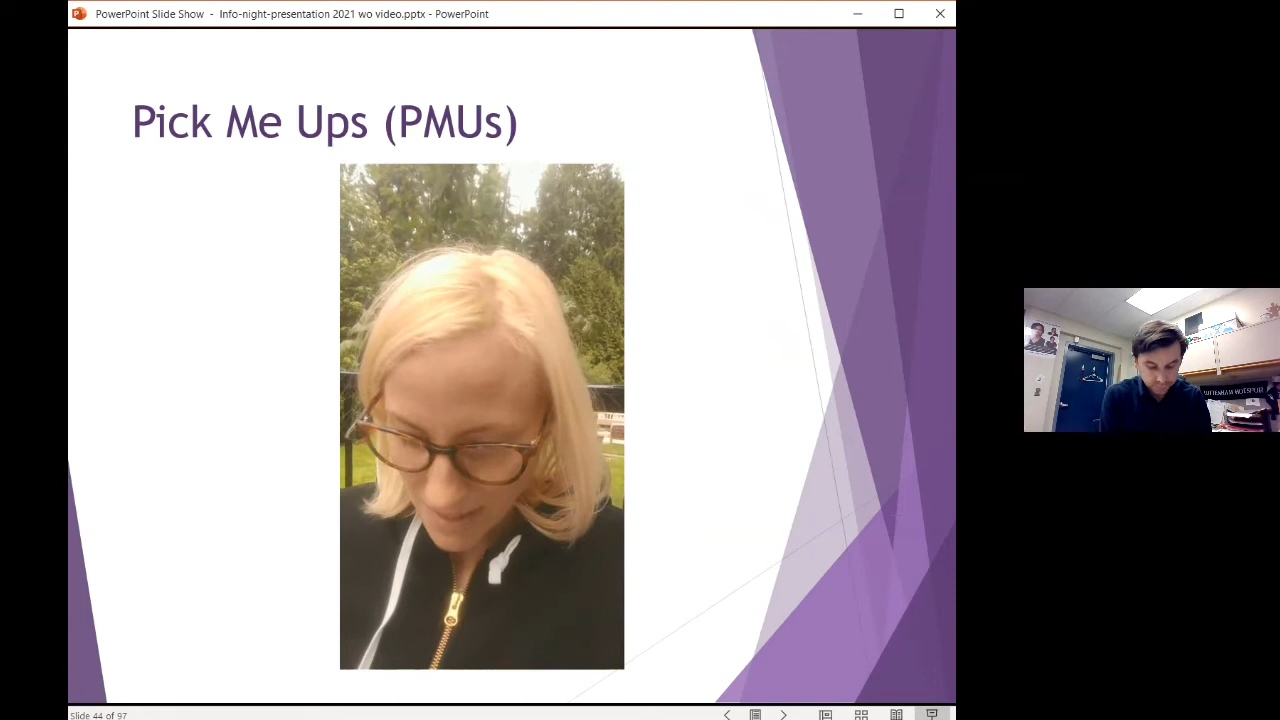 PowerPoint Slide Show - Info-night-presentation 2021 wo video.pptx - PowerPoint
Pick Me Ups (PMUs)
HOTSPUR
Slide 44 of 97